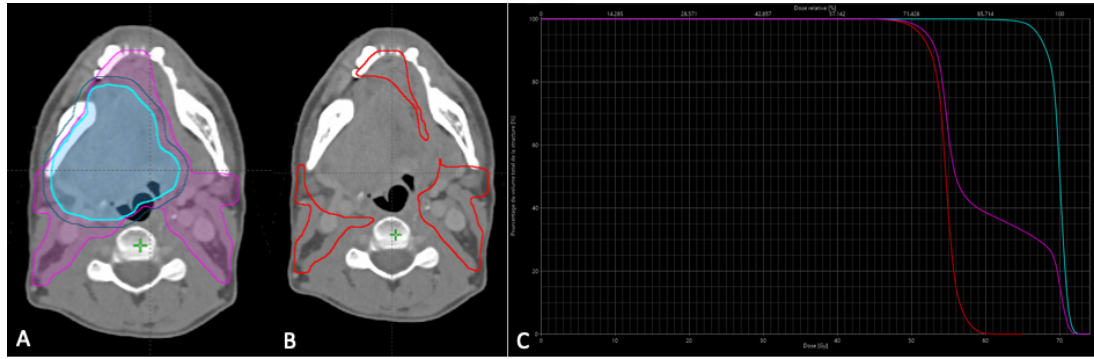 A
B
C
Dose relative [%]
14,285 28,571 42,857 57,142 71,428 85,714 100
Pourcentage du volume total de la structure [%]
100
80
60
40
20
0
0 10 20 30 40 50 60 70
Dose [Gy]